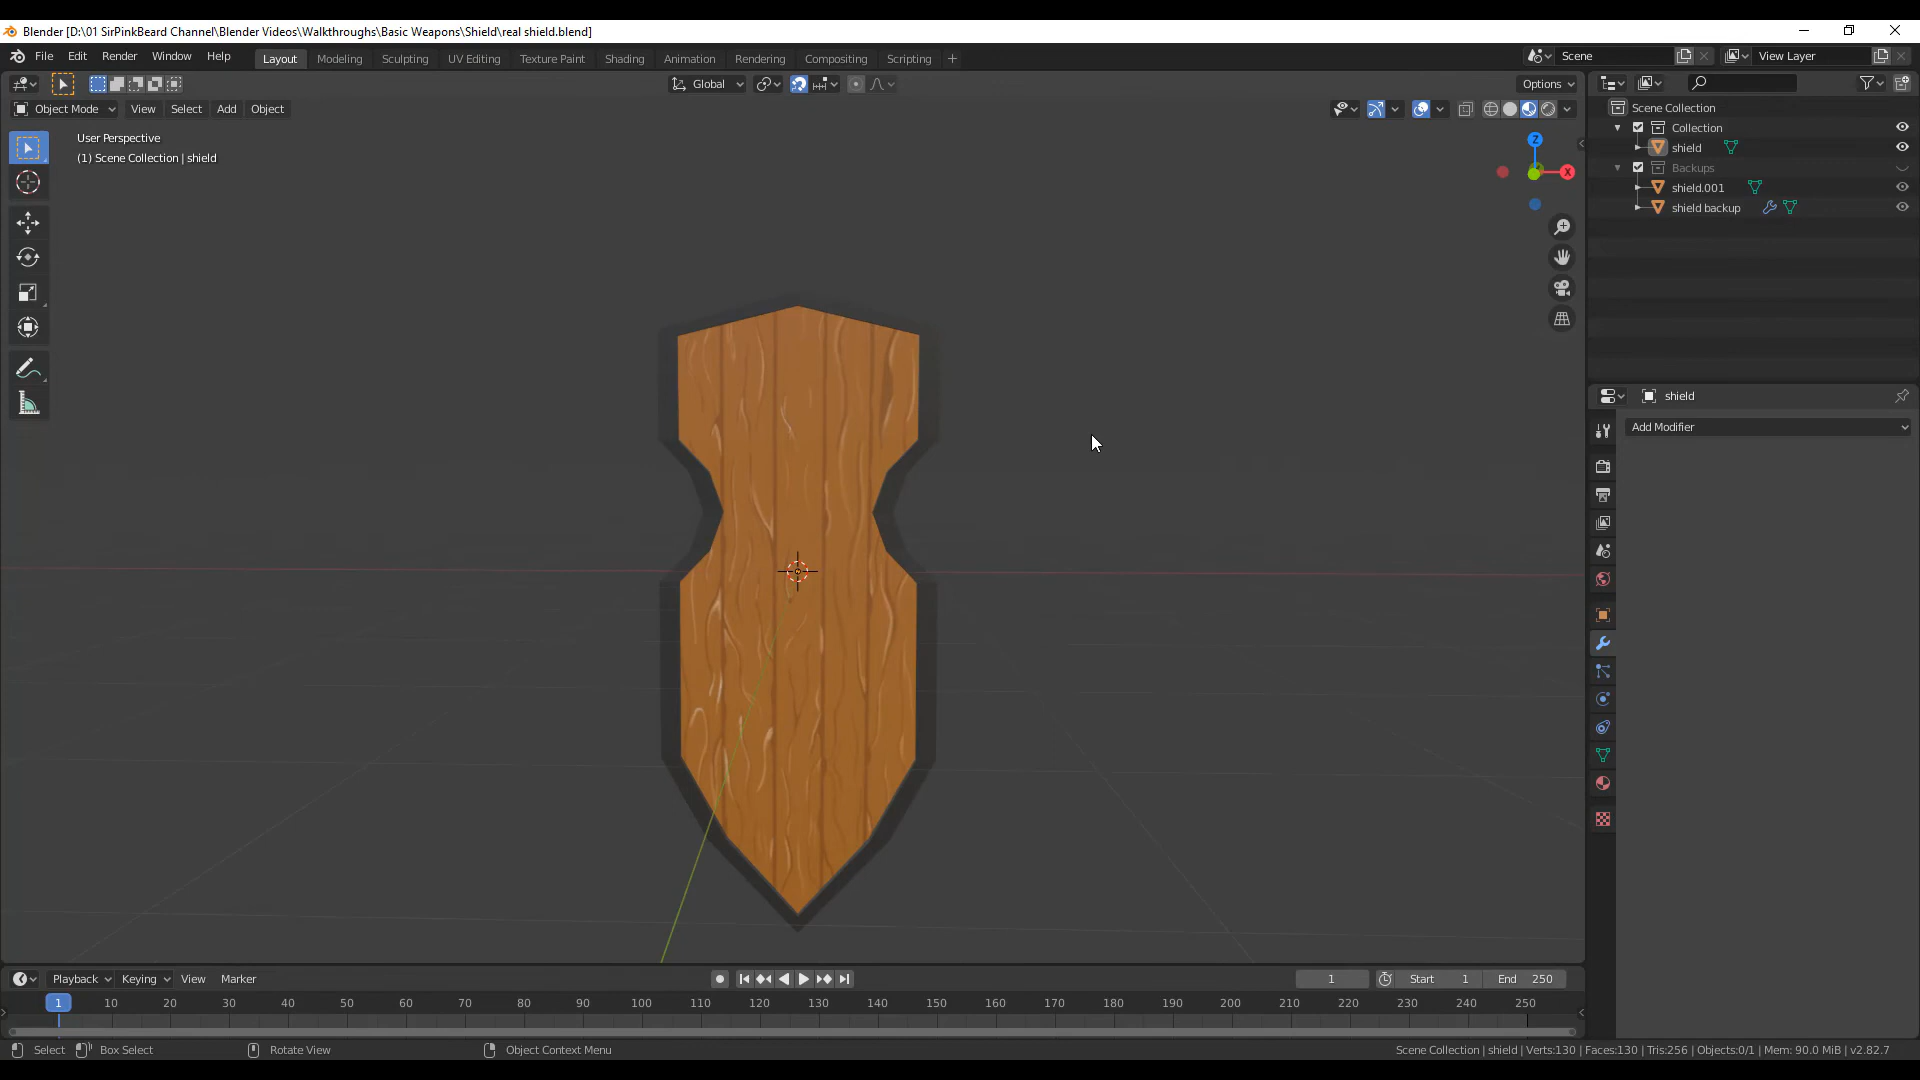 Blender [D:\01 SirPinkBeard Channel\Blender Videos\Walkthroughs\Basic Weapons\Shield\real shield.blend]
File Edit Render Window Help Layout Modeling Sculpting UV Editing Texture Paint Shading Animation Rendering Compositing Scripting + Scene View Layer
Global Options
Object Mode View Select Add Object
User Perspective
(1) Scene Collection | shield
Z
X
Scene Collection
Collection
shield
Backups
shield.001
shield backup
shield
Add Modifier
Playback Keying View Marker 1 Start 1 End 250
1 10 20 30 40 50 60 70 80 90 100 110 120 130 140 150 160 170 180 190 200 210 220 230 240 250
Select Box Select Rotate View Object Context Menu Scene Collection | shield | Verts:130 | Faces:130 | Tris:256 | Objects:0/1 | Mem: 90.0 MiB | v2.82.7